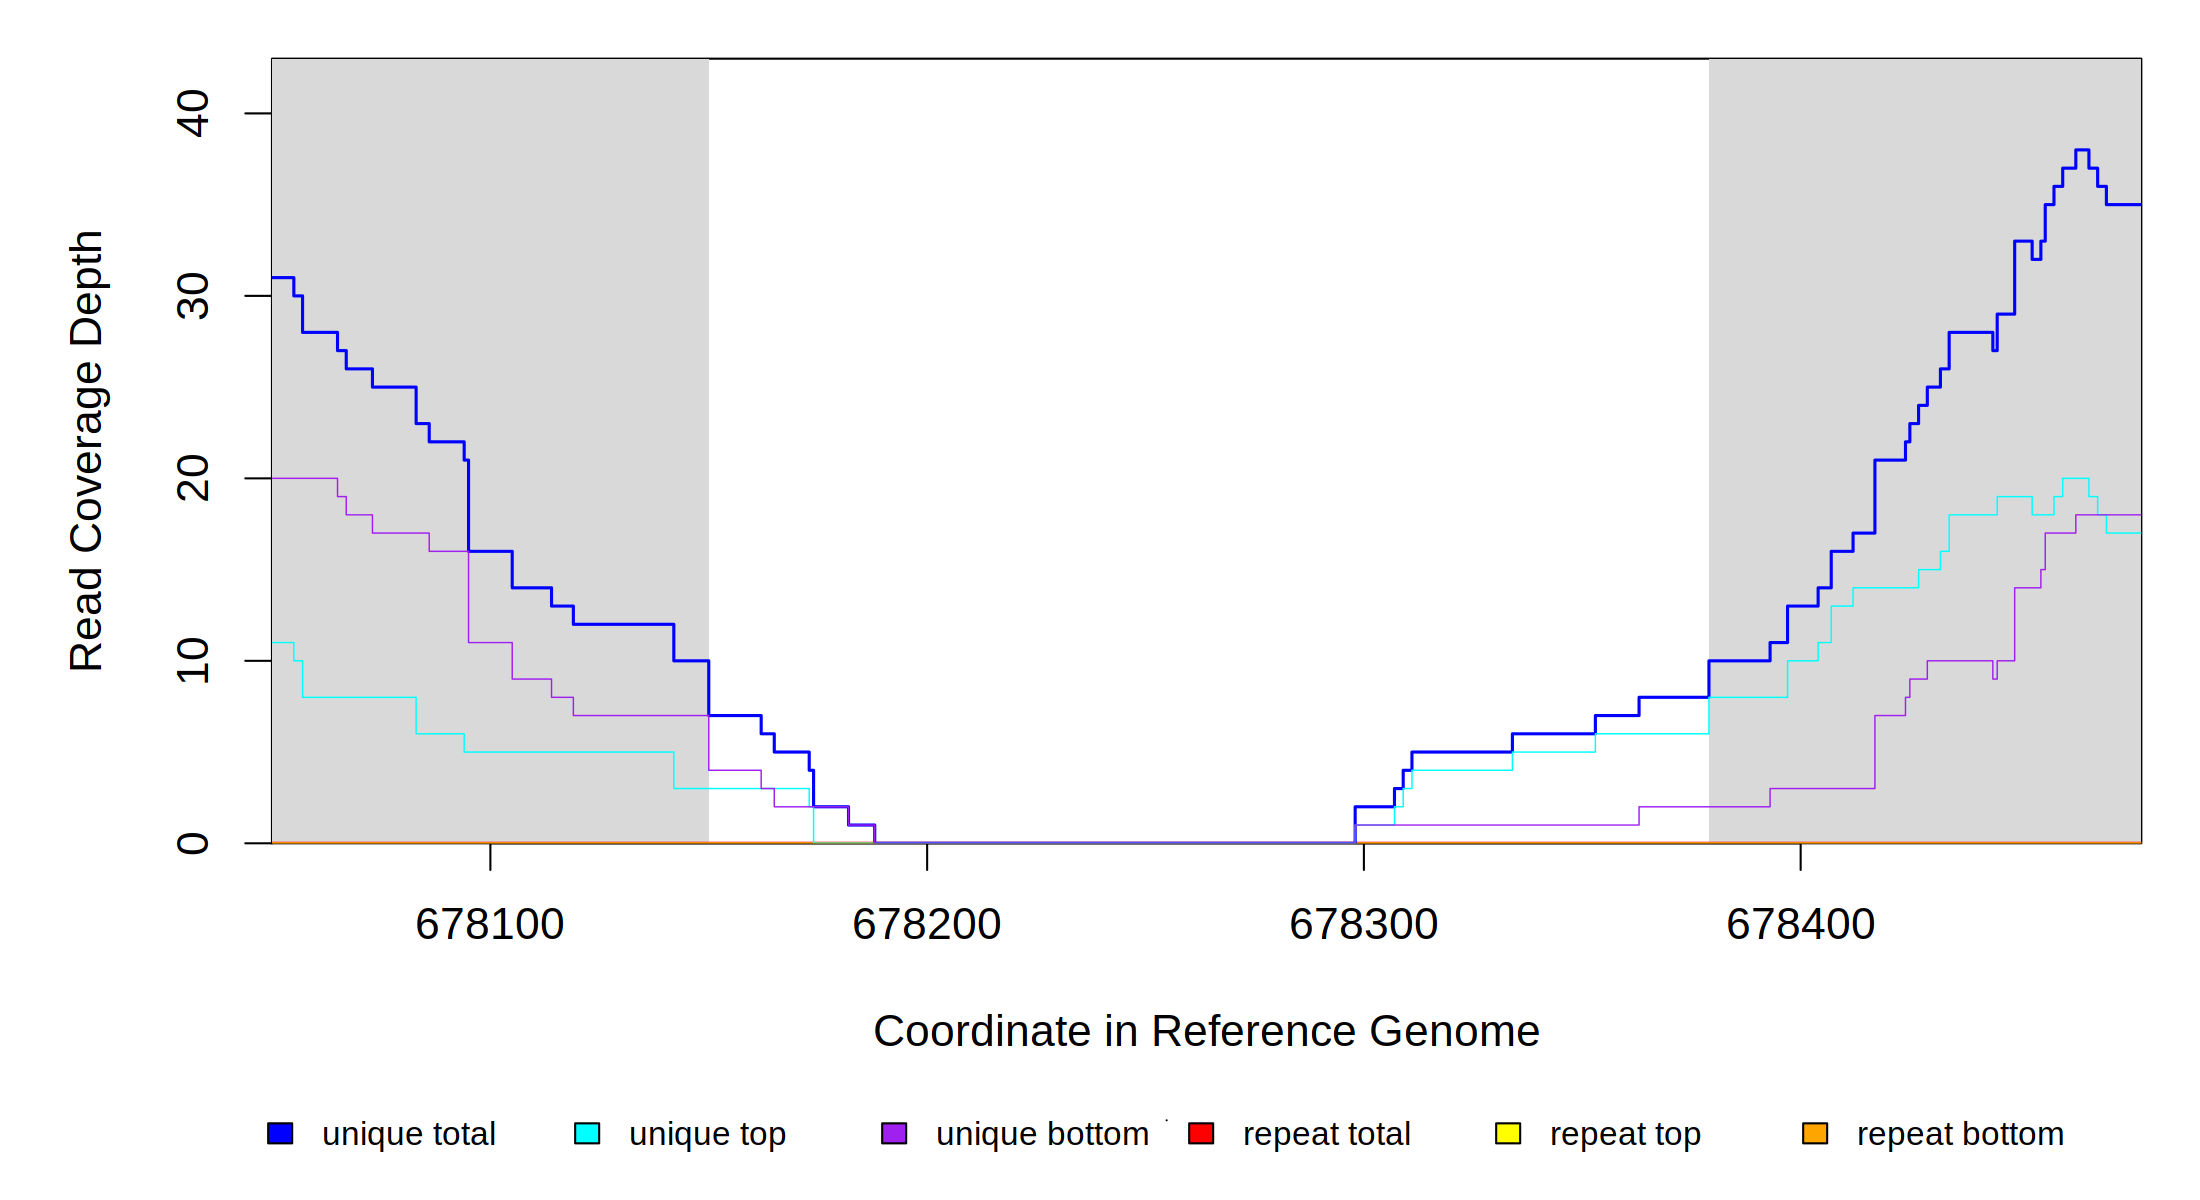 40
30
20
10
0
Read Coverage Depth
678100 678200 678300 678400
Coordinate in Reference Genome
unique total unique top unique bottom repeat total repeat top repeat bottom